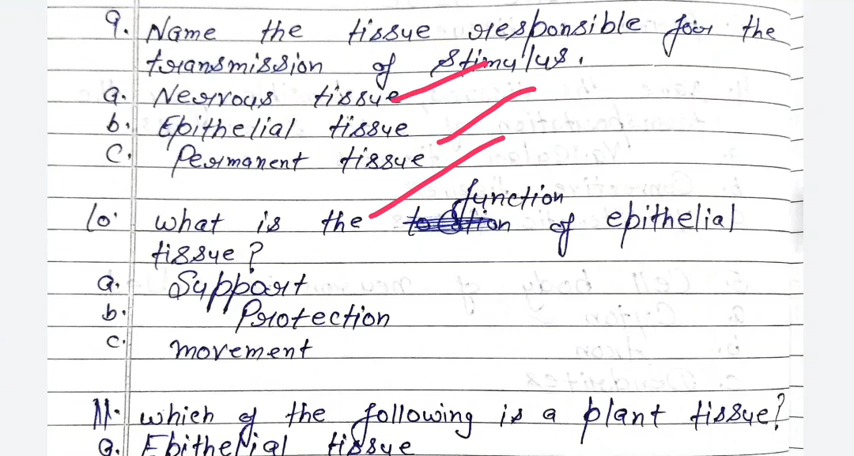 9. Name the tissue responsible for the
transmission of stimulus.
a. Nervous tissue
b. Epithelial tissue
c. Permanent tissue
10. what is the function of epithelial
tissue?
a. Support
b. Protection
c. movement
11. which of the following is a plant tissue?
a. Epithelial tissue